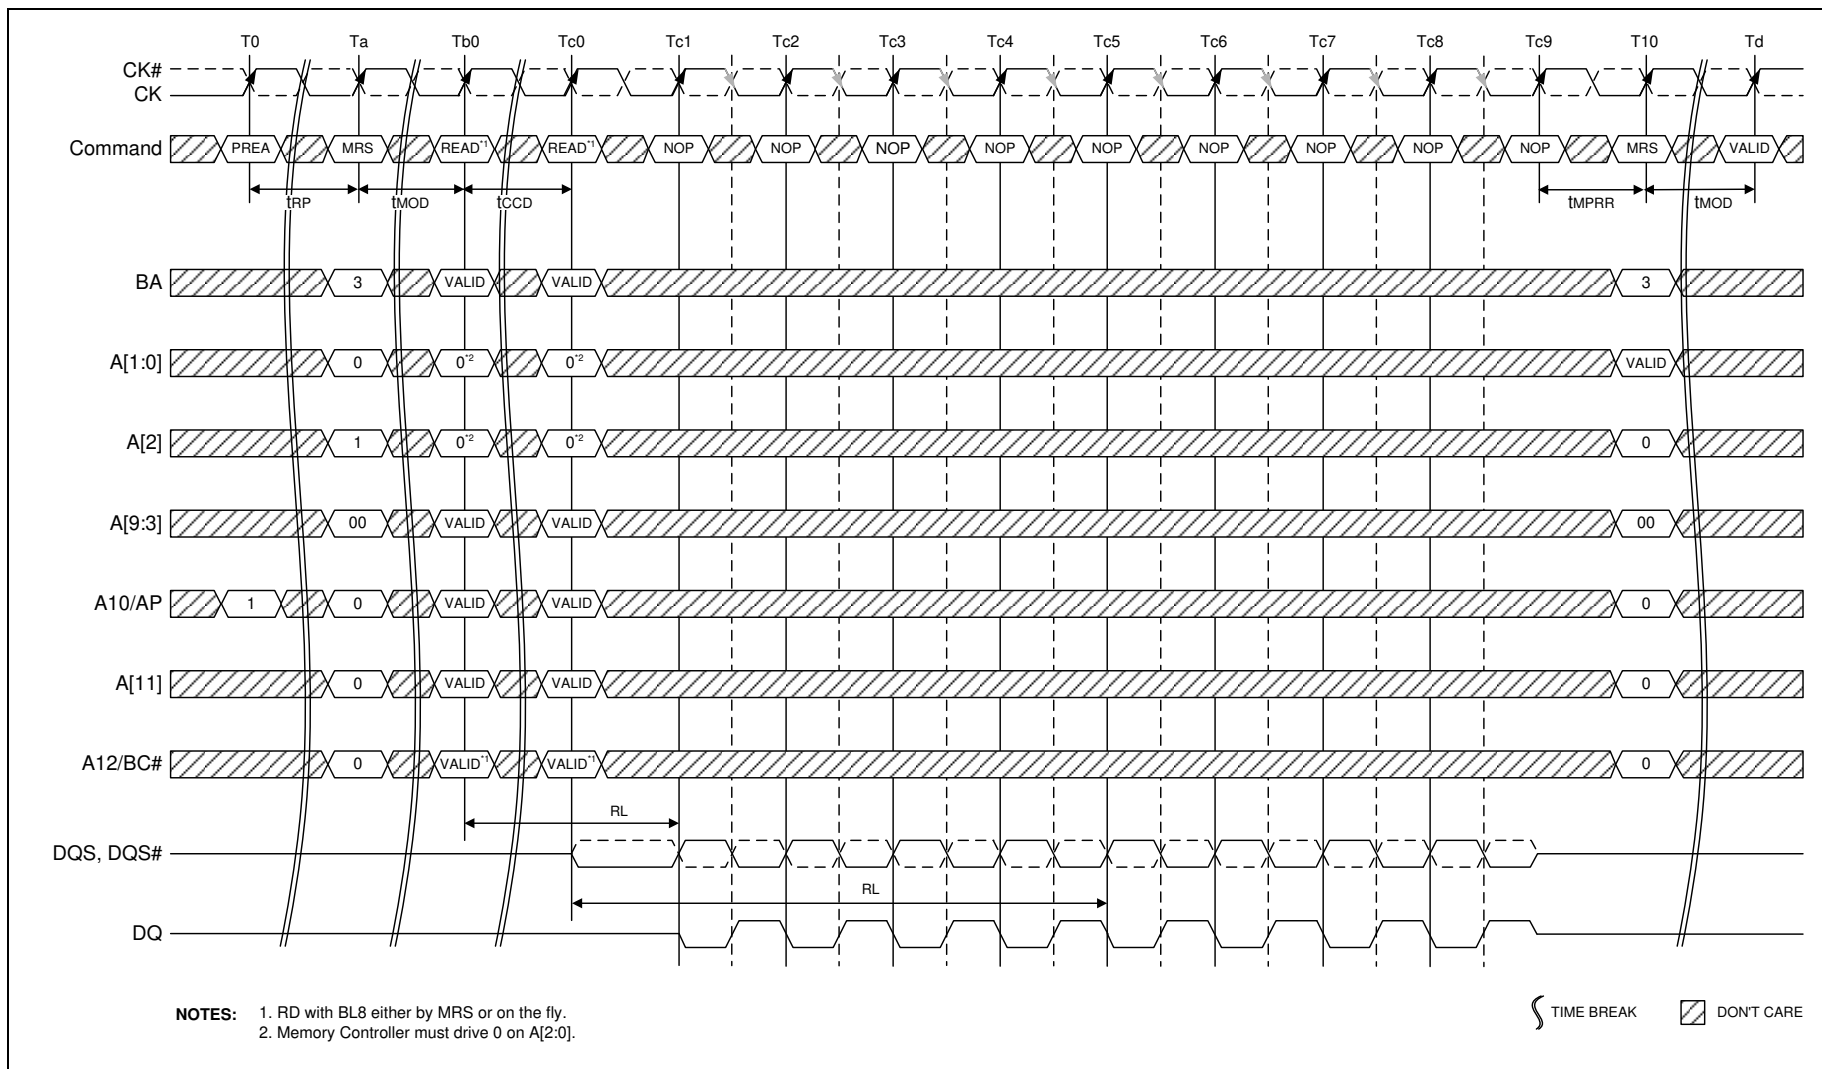 T0 Ta Tb0 Tc0 Tc1 Tc2 Tc3 Tc4 Tc5 Tc6 Tc7 Tc8 Tc9 T10 Td
CK#
CK
Command PREA MRS READ*1 READ*1 NOP NOP NOP NOP NOP NOP NOP NOP NOP MRS VALID
tRP tMOD tCCD tMPRR tMOD
BA 3 VALID VALID 3
A[1:0] 0 0*2 0*2 VALID
A[2] 1 0*2 0*2 0
A[9:3] 00 VALID VALID 00
A10/AP 1 0 VALID VALID 0
A[11] 0 VALID VALID 0
A12/BC# 0 VALID*1 VALID*1 0
RL
DQS, DQS#
RL
DQ
NOTES: 1. RD with BL8 either by MRS or on the fly.
2. Memory Controller must drive 0 on A[2:0].
TIME BREAK DON'T CARE